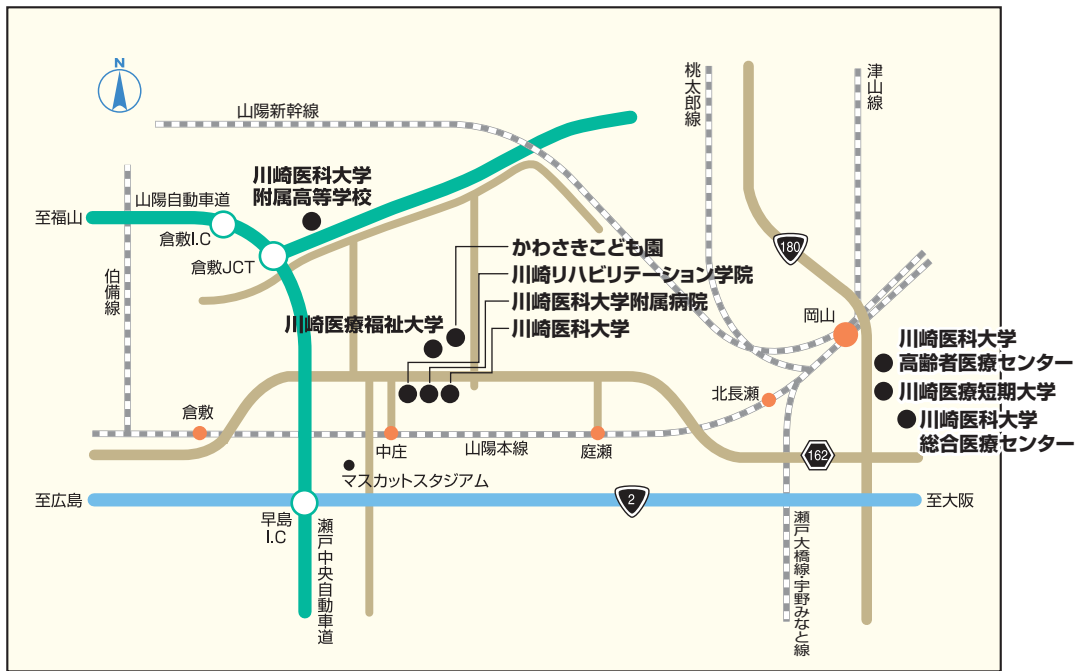 N
山陽新幹線
桃太郎線
津山線
川崎医科大学
附属高等学校
山陽自動車道
至福山
倉敷I.C
倉敷JCT
伯備線
180
かわさきこども園
川崎リハビリテーション学院
川崎医科大学附属病院
川崎医療福祉大学
川崎医科大学
岡山
川崎医科大学
高齢者医療センター
北長瀬
川崎医療短期大学
倉敷
川崎医科大学
総合医療センター
中庄
山陽本線
庭瀬
162
マスカットスタジアム
至広島
2
至大阪
早島
I.C
瀬戸中央自動車道
瀬戸大橋線・宇野みなと線